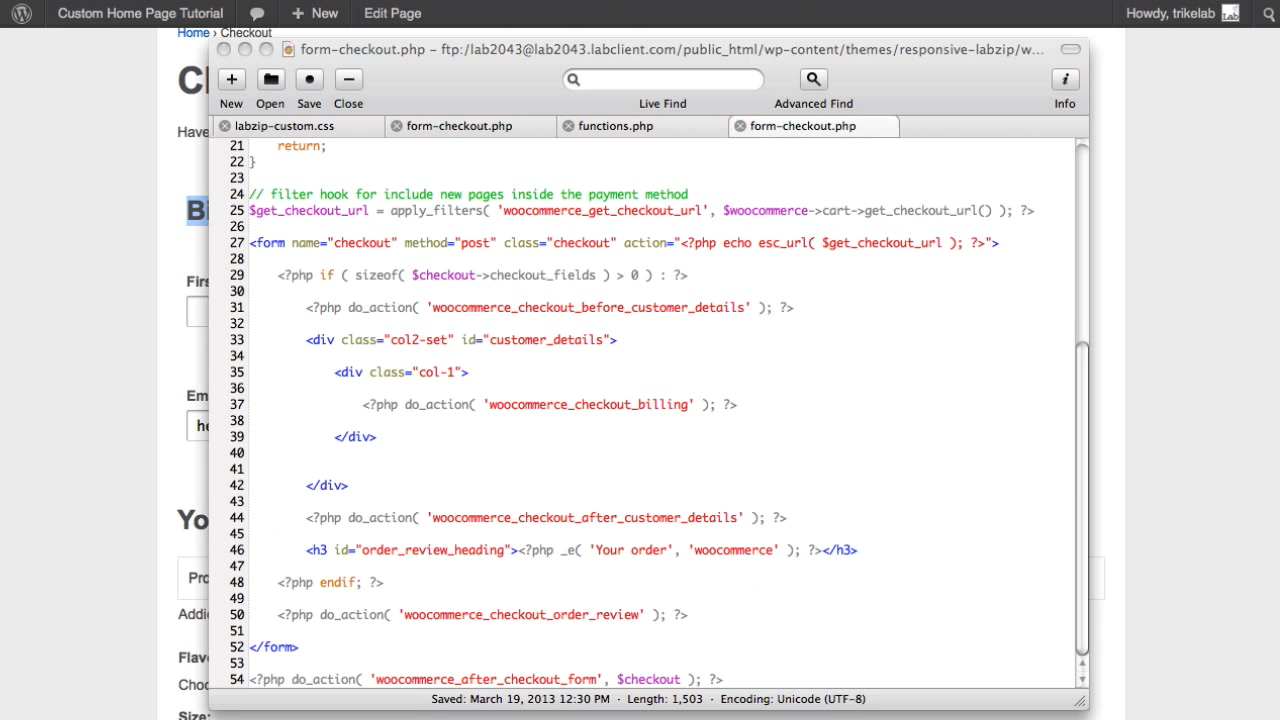 Custom Home Page Tutorial
+ New
Edit Page
Howdy, trikelab
Home › Checkout
form-checkout.php – ftp://lab2043@lab2043.labclient.com/public_html/wp-content/themes/responsive-labzip/w...
New
Open
Save
Close
Live Find
Advanced Find
Info
labzip-custom.css
form-checkout.php
functions.php
form-checkout.php
21 return;
22 }
23
24 // filter hook for include new pages inside the payment method
25 $get_checkout_url = apply_filters( 'woocommerce_get_checkout_url', $woocommerce->cart->get_checkout_url() ); ?>
26
27 <form name="checkout" method="post" class="checkout" action="<?php echo esc_url( $get_checkout_url ); ?>">
28
29 <?php if ( sizeof( $checkout->checkout_fields ) > 0 ) : ?>
30
31 <?php do_action( 'woocommerce_checkout_before_customer_details' ); ?>
32
33 <div class="col2-set" id="customer_details">
34
35 <div class="col-1">
36
37 <?php do_action( 'woocommerce_checkout_billing' ); ?>
38
39 </div>
40
41
42 </div>
43
44 <?php do_action( 'woocommerce_checkout_after_customer_details' ); ?>
45
46 <h3 id="order_review_heading"><?php _e( 'Your order', 'woocommerce' ); ?></h3>
47
48 <?php endif; ?>
49
50 <?php do_action( 'woocommerce_checkout_order_review' ); ?>
51
52 </form>
53
54 <?php do_action( 'woocommerce_after_checkout_form', $checkout ); ?>
Saved: March 19, 2013 12:30 PM · Length: 1,503 · Encoding: Unicode (UTF-8)
Have
Size: